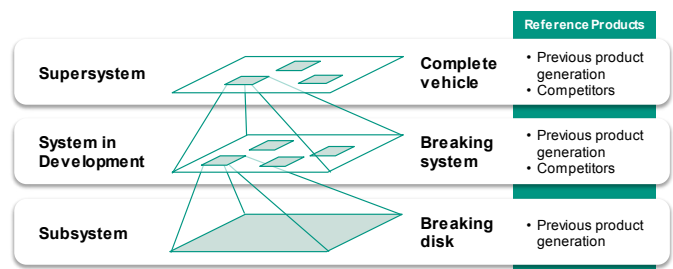 Reference Products
Supersystem
Complete
vehicle
• Previous product
generation
• Competitors
System in
Development
Breaking
system
• Previous product
generation
• Competitors
Subsystem
Breaking
disk
• Previous product
generation